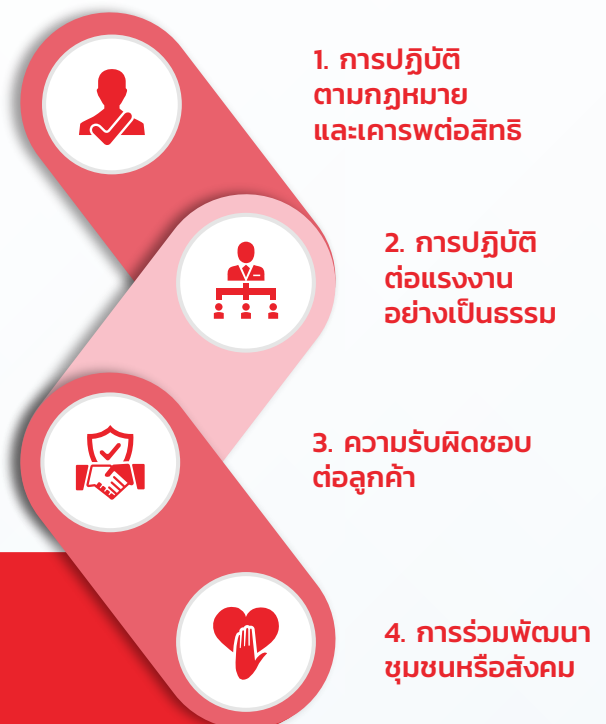 1. การปฏิบัติ
ตามกฏหมาย
และเคารพต่อสิทธิ
2. การปฏิบัติ
ต่อแรงงาน
อย่างเป็นธรรม
3. ความรับผิดชอบ
ต่อลูกค้า
4. การร่วมพัฒนา
ชุมชนหรือสังคม